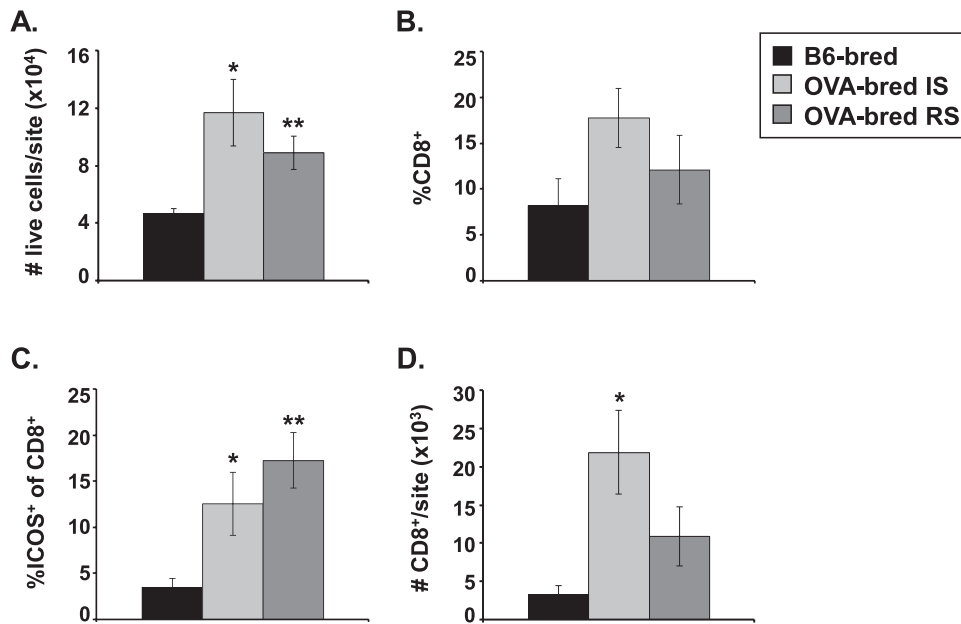 A.
# live cells/site (x10⁴)
16
12
8
4
0
*
**
B.
%CD8⁺
25
20
15
10
5
0
B6-bred
OVA-bred IS
OVA-bred RS
C.
%ICOS⁺ of CD8⁺
25
20
15
10
5
0
*
**
D.
# CD8⁺/site (x10³)
30
25
20
15
10
5
0
*